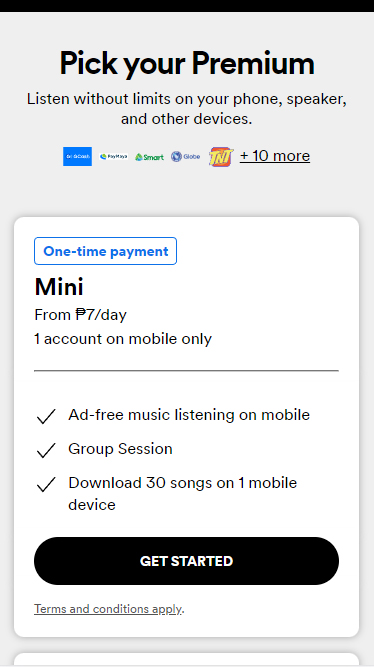 Pick your Premium
Listen without limits on your phone, speaker,
and other devices.
GCash PayMaya Smart Globe TNT + 10 more
One-time payment
Mini
From ₱7/day
1 account on mobile only
Ad-free music listening on mobile
Group Session
Download 30 songs on 1 mobile
device
GET STARTED
Terms and conditions apply.